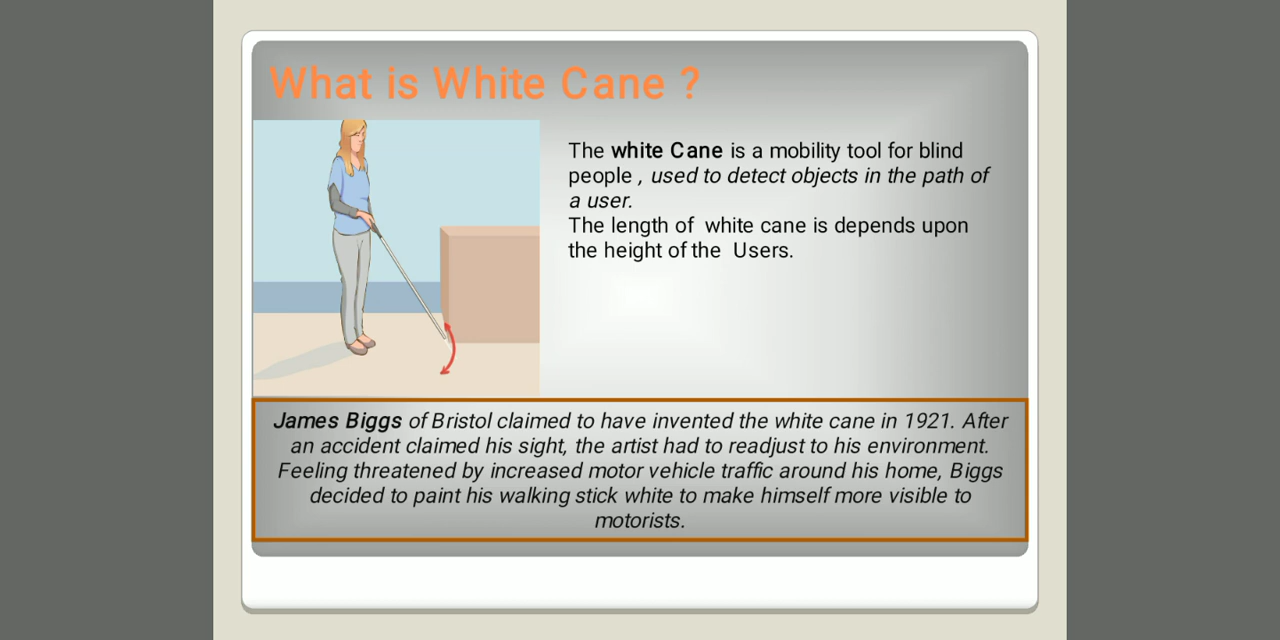 What is White Cane ?
The white Cane is a mobility tool for blind
people , used to detect objects in the path of
a user.
The length of white cane is depends upon
the height of the Users.
James Biggs of Bristol claimed to have invented the white cane in 1921. After
an accident claimed his sight, the artist had to readjust to his environment.
Feeling threatened by increased motor vehicle traffic around his home, Biggs
decided to paint his walking stick white to make himself more visible to
motorists.